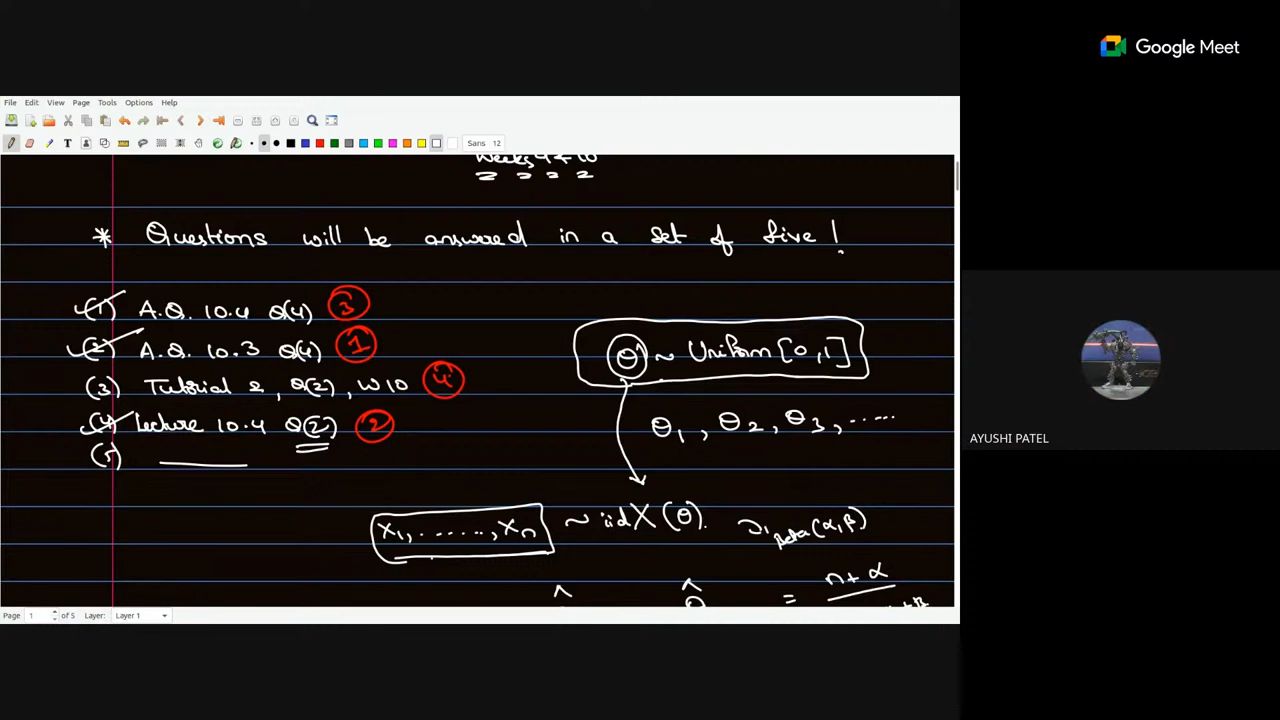 Google Meet
File Edit View Page Tools Options Help
Sans 12
Weeks 9 & 10
* Questions will be answered in a set of five!
(1) A.Q. 10.4 Q(4) 3
(2) A.Q. 10.3 Q(4) 1
(3) Tutorial 2, Q(2), W10 4
(4) Lecture 10.4 Q(2) 2
(5)
Θ ~ Uniform [0,1]
Θ1, Θ2, Θ3, .....
X1, ......, Xn ~ iid X (Θ).
Beta(α,β)
= n+α
AYUSHI PATEL
Page 1 of 5 Layer: Layer 1